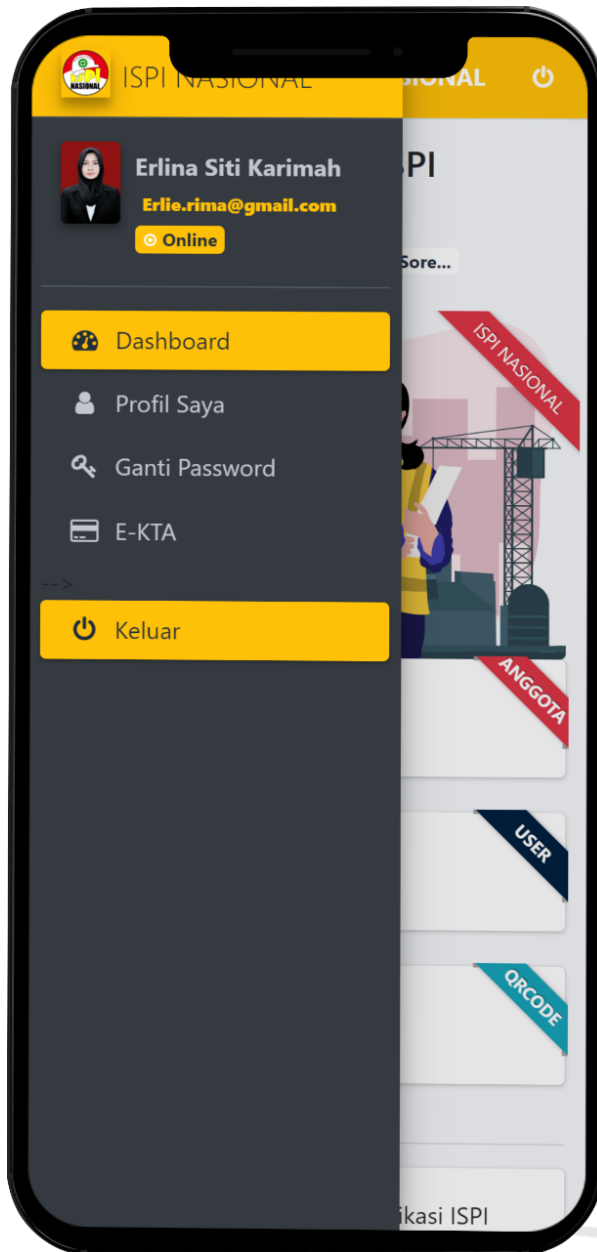 NASIONAL
ISPI NASIONAL
SIONAL
Erlina Siti Karimah
Erlie.rima@gmail.com
Online
Dashboard
Profil Saya
Ganti Password
E-KTA
-->
Keluar
PI
Sore...
ISPI NASIONAL
ANGGOTA
USER
QRCODE
ikasi ISPI